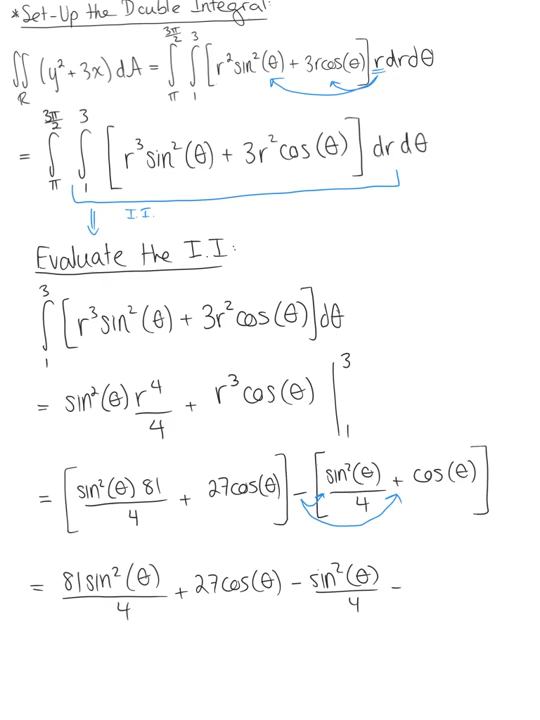 *Set-Up the Double Integral:
∬_R (y² + 3x) dA = ∫_π^{3π/2} ∫_1^3 [r² sin²(θ) + 3r cos(θ)] r dr dθ
= ∫_π^{3π/2} ∫_1^3 [r³ sin²(θ) + 3r² cos(θ)] dr dθ
I.I.
Evaluate the I.I:
∫_1^3 [r³ sin²(θ) + 3r² cos(θ)] dθ
= sin²(θ) r⁴/4 + r³ cos(θ) |_1^3
= [sin²(θ) 81/4 + 27cos(θ)] − [sin²(θ)/4 + cos(θ)]
= 81 sin²(θ)/4 + 27cos(θ) − sin²(θ)/4 −